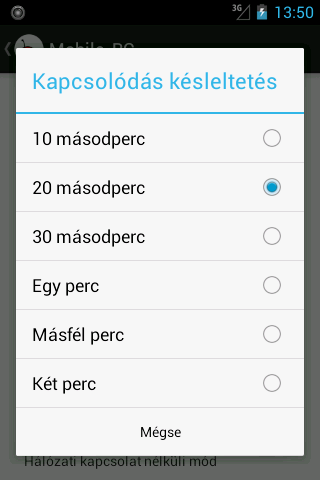 3G 13:50
Mobile-PC
Kapcsolódás késleltetés
10 másodperc
20 másodperc
30 másodperc
Egy perc
Másfél perc
Két perc
Mégse
Hálózati kapcsolat nélküli mód